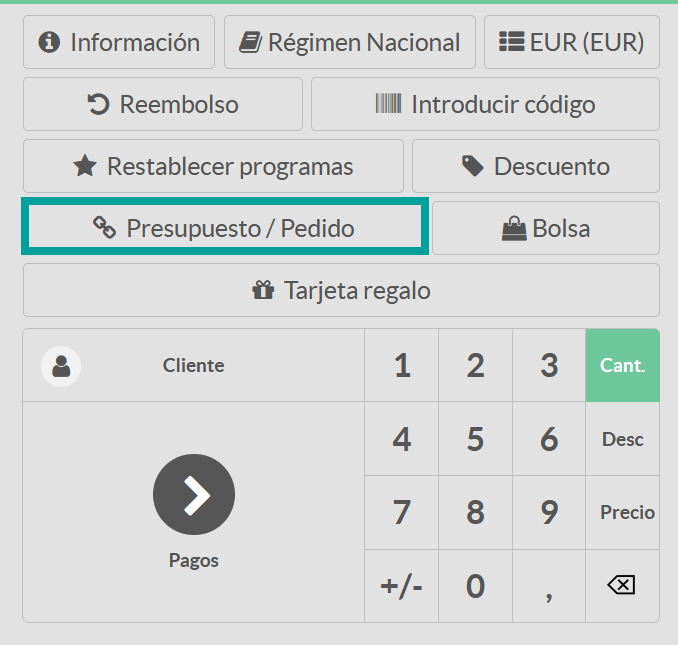 Información
Régimen Nacional
EUR (EUR)
Reembolso
Introducir código
Restablecer programas
Descuento
Presupuesto / Pedido
Bolsa
Tarjeta regalo
Cliente
1 2 3 Cant.
4 5 6 Desc
7 8 9 Precio
Pagos
+/- 0 ,